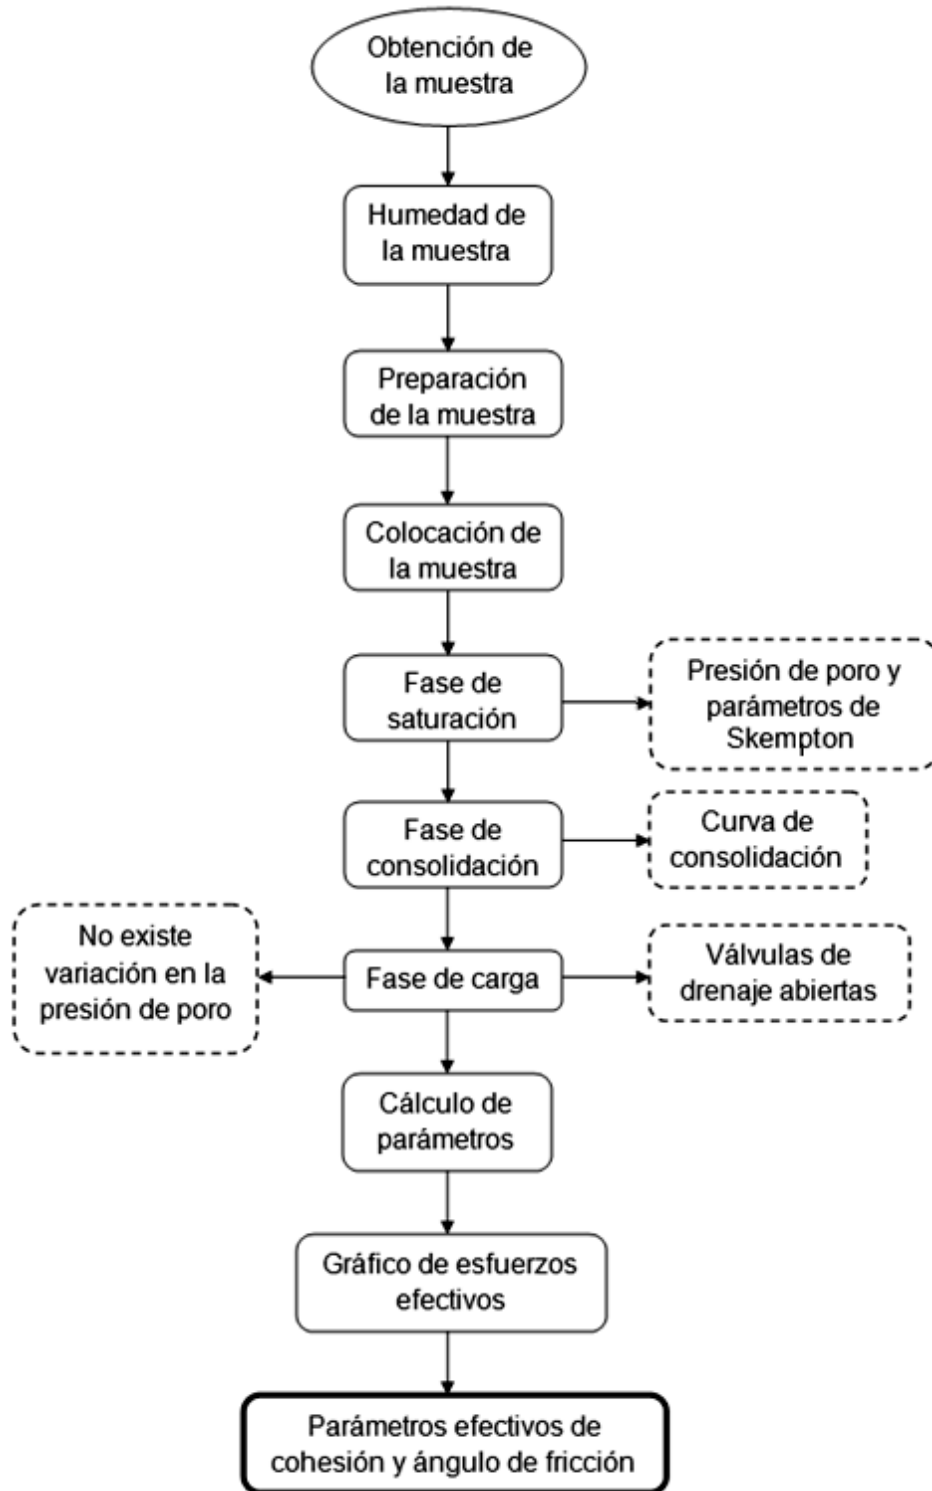 Obtención de
la muestra
Humedad de
la muestra
Preparación
de la muestra
Colocación de
la muestra
Fase de
saturación
Presión de poro y
parámetros de
Skempton
Fase de
consolidación
Curva de
consolidación
No existe
variación en la
presión de poro
Fase de carga
Válvulas de
drenaje abiertas
Cálculo de
parámetros
Gráfico de esfuerzos
efectivos
Parámetros efectivos de
cohesión y ángulo de fricción